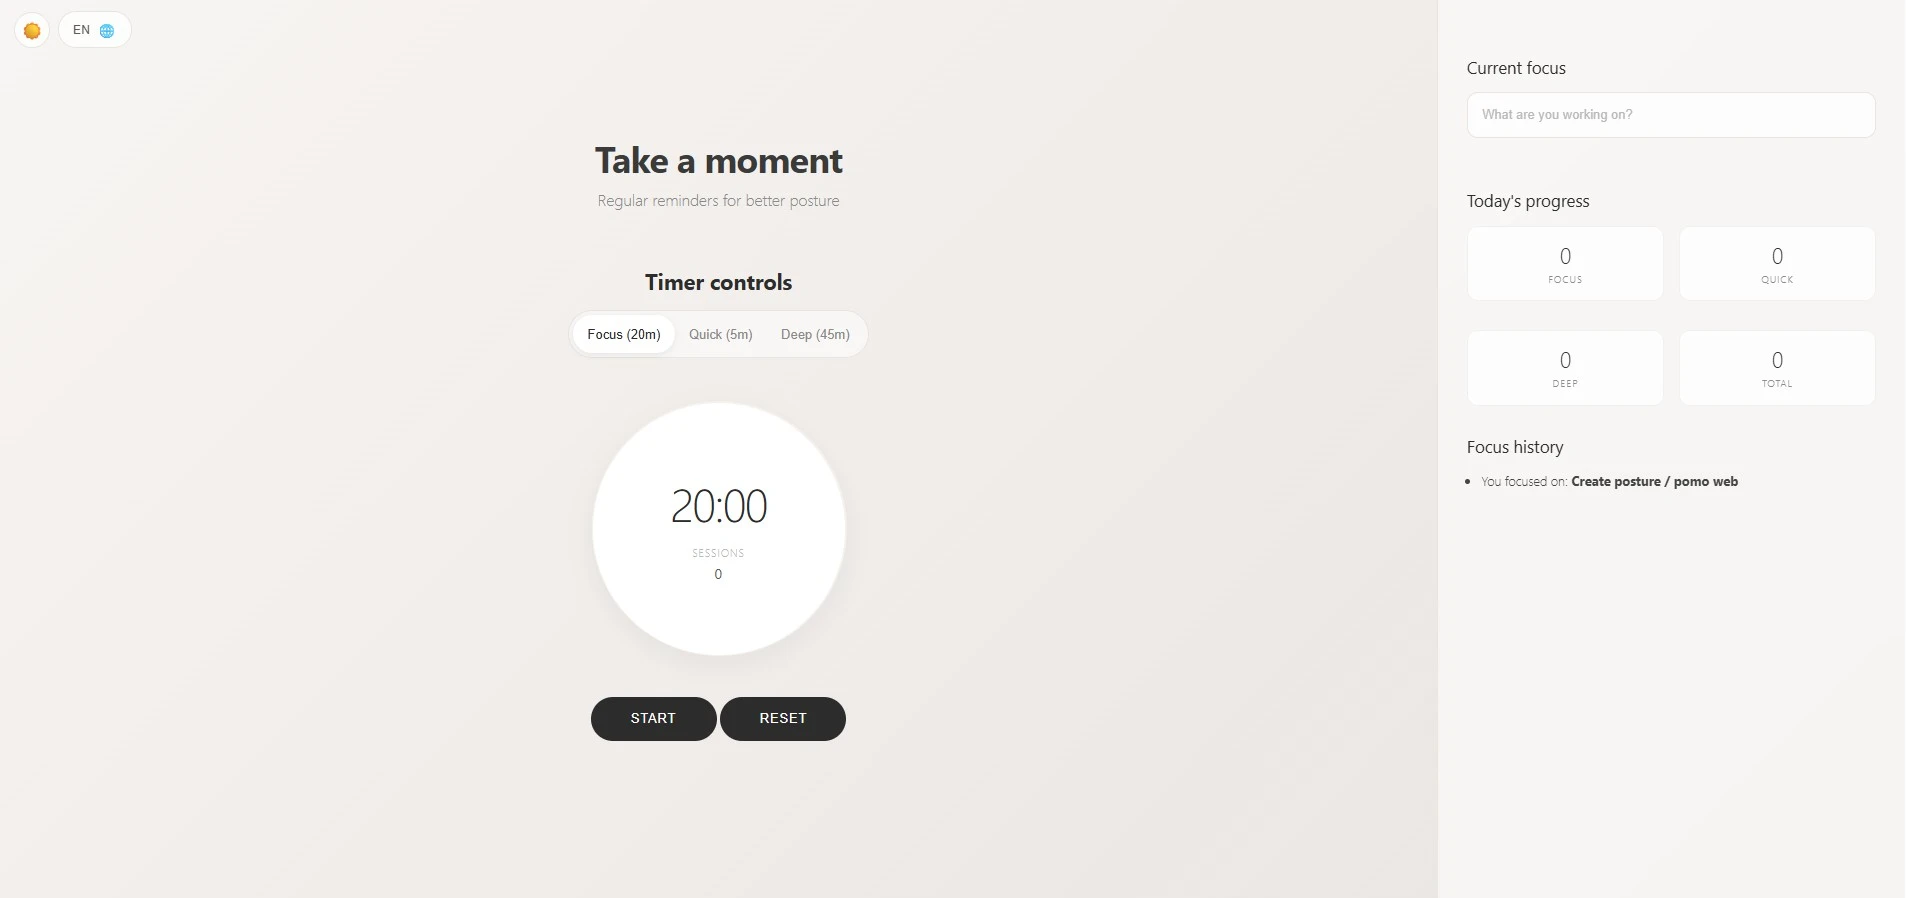 EN
Take a moment
Regular reminders for better posture
Timer controls
Focus (20m) Quick (5m) Deep (45m)
20:00
SESSIONS
0
START RESET
Current focus
What are you working on?
Today's progress
0
FOCUS
0
QUICK
0
DEEP
0
TOTAL
Focus history
• You focused on: Create posture / pomo web